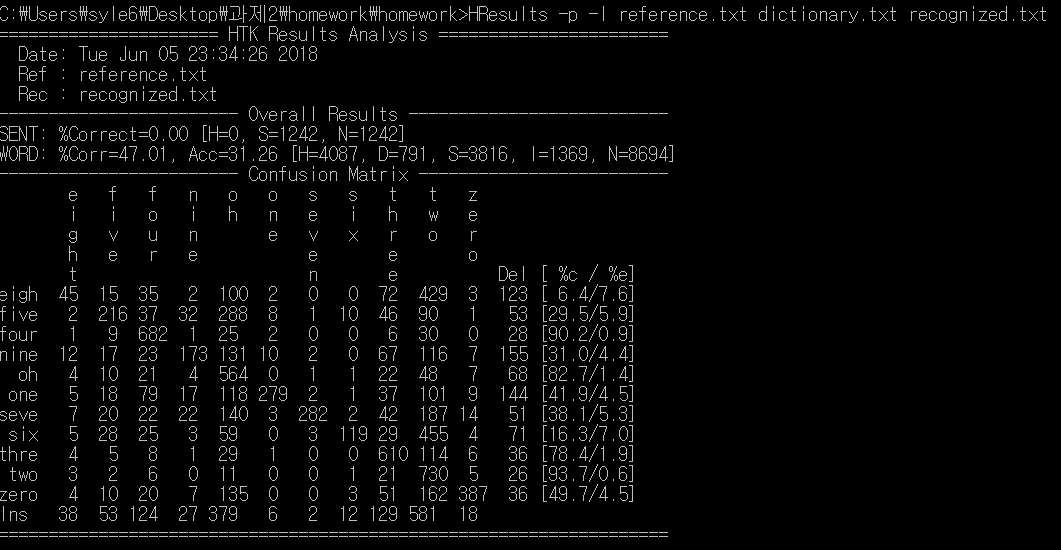 C:\Users\syle6\Desktop\과제2\homework\homework>HResults -p -I reference.txt dictionary.txt recognized.txt
====================== HTK Results Analysis =======================
  Date: Tue Jun 05 23:34:26 2018
  Ref : reference.txt
  Rec : recognized.txt
------------------------ Overall Results --------------------------
SENT: %Correct=0.00 [H=0, S=1242, N=1242]
WORD: %Corr=47.01, Acc=31.26 [H=4087, D=791, S=3816, I=1369, N=8694]
------------------------ Confusion Matrix -------------------------
       e   f   f   n   o   o   s   s   t   t   z
       i   i   o   i   h   n   e   i   h   w   e
       g   v   u   n       e   v   x   r   o   r
       h   e   r   e           e       e       o
       t                       n       e          Del [ %c / %e]
eigh  45  15  35   2  100  2   0   0  72  429  3  123 [ 6.4/7.6]
five   2  216 37  32  288  8   1  10  46  90   1   53 [29.5/5.9]
four   1   9  682  1  25   2   0   0   6  30   0   28 [90.2/0.9]
nine  12  17  23  173 131 10   2   0  67  116  7  155 [31.0/4.4]
  oh   4  10  21   4  564  0   1   1  22  48   7   68 [82.7/1.4]
 one   5  18  79  17  118 279  2   1  37  101  9  144 [41.9/4.5]
seve   7  20  22  22  140  3  282  2  42  187 14   51 [38.1/5.3]
 six   5  28  25   3  59   0   3  119 29  455  4   71 [16.3/7.0]
thre   4   5   8   1  29   1   0   0  610 114  6   36 [78.4/1.9]
 two   3   2   6   0  11   0   0   1  21  730  5   26 [93.7/0.6]
zero   4  10  20   7  135  0   0   3  51  162 387  36 [49.7/4.5]
Ins   38  53 124  27 379   6   2  12 129 581  18
===================================================================